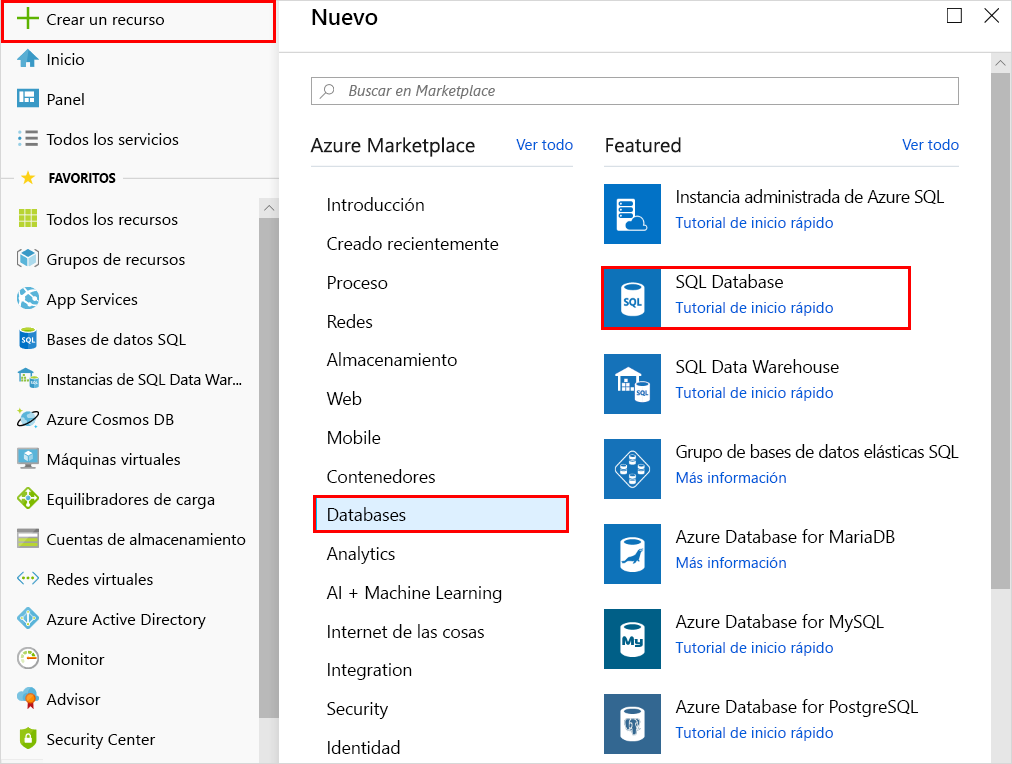 Crear un recurso
Inicio
Panel
Todos los servicios
FAVORITOS
Todos los recursos
Grupos de recursos
App Services
SQL
Bases de datos SQL
Instancias de SQL Data War...
Azure Cosmos DB
Máquinas virtuales
Equilibradores de carga
Cuentas de almacenamiento
Redes virtuales
Azure Active Directory
Monitor
Advisor
Security Center
Nuevo
Buscar en Marketplace
Azure Marketplace
Ver todo
Introducción
Creado recientemente
Proceso
Redes
Almacenamiento
Web
Mobile
Contenedores
Databases
Analytics
AI + Machine Learning
Internet de las cosas
Integration
Security
Identidad
Featured
Ver todo
Instancia administrada de Azure SQL
Tutorial de inicio rápido
SQL
SQL Database
Tutorial de inicio rápido
SQL
SQL Data Warehouse
Tutorial de inicio rápido
Grupo de bases de datos elásticas SQL
Más información
Azure Database for MariaDB
Más información
My
Azure Database for MySQL
Tutorial de inicio rápido
Azure Database for PostgreSQL
Tutorial de inicio rápido